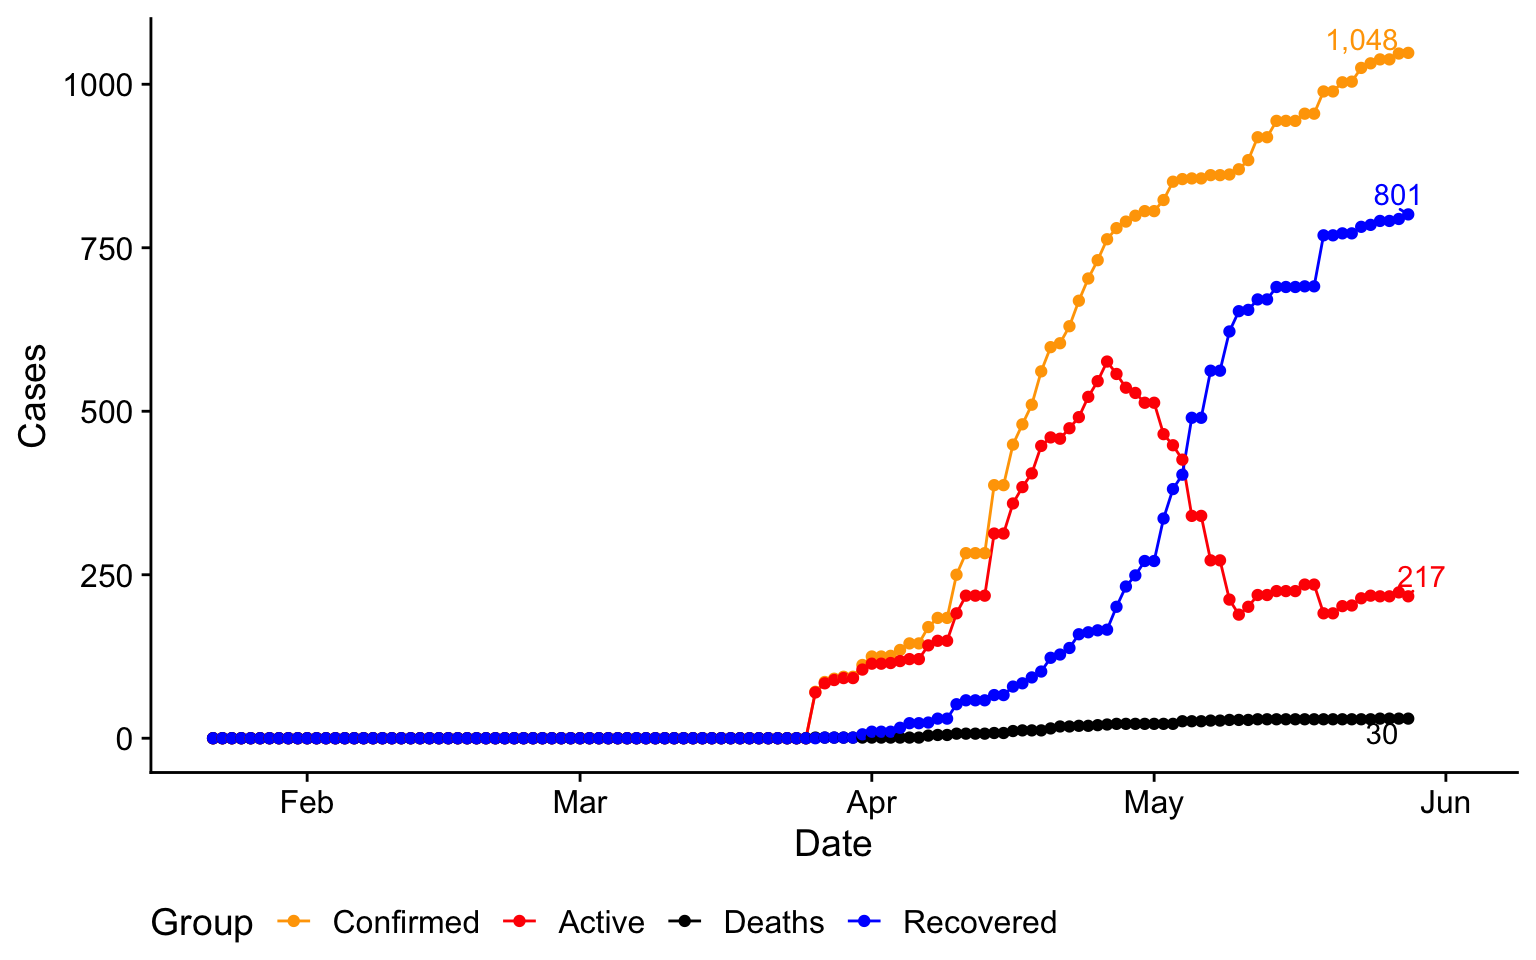 1,048
1000
801
750
Cases
500
217
250
0
30
Feb Mar Apr May Jun
Date
Group Confirmed Active Deaths Recovered